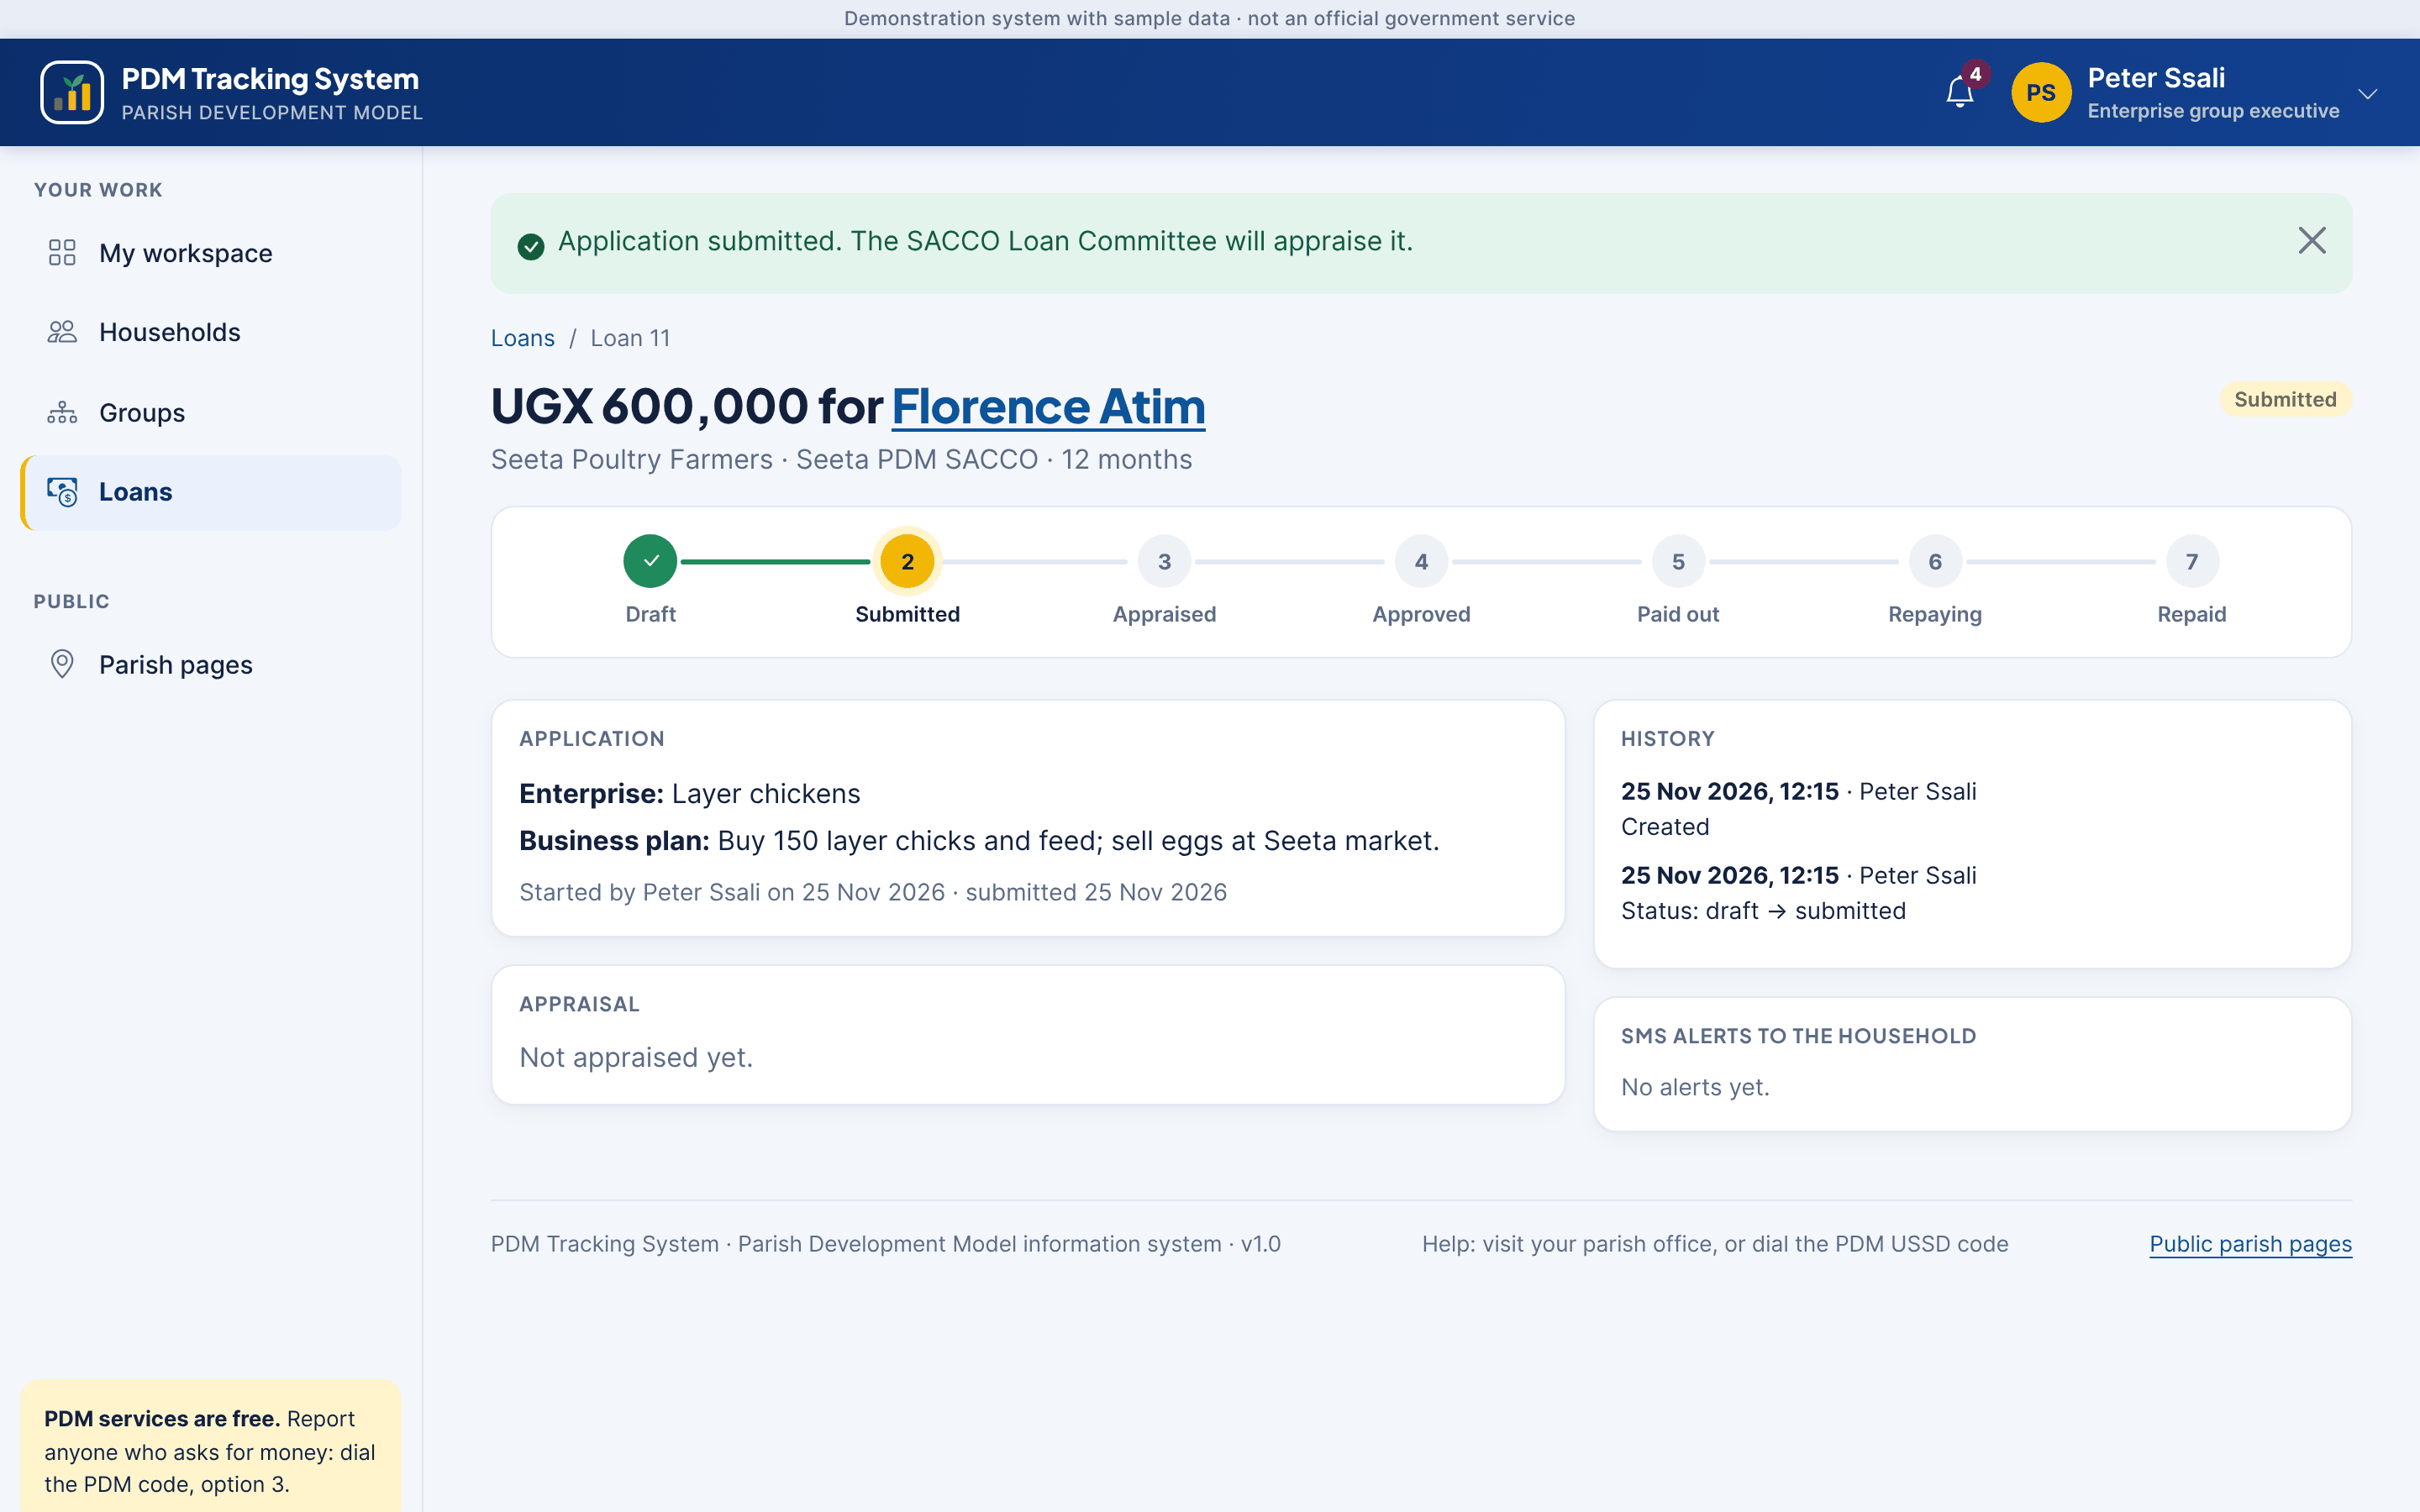 Demonstration system with sample data · not an official government service
PDM Tracking System
PARISH DEVELOPMENT MODEL
4
PS
Peter Ssali
Enterprise group executive
YOUR WORK
My workspace
Households
Groups
Loans
PUBLIC
Parish pages
PDM services are free. Report
anyone who asks for money: dial
the PDM code, option 3.
Application submitted. The SACCO Loan Committee will appraise it.
Loans / Loan 11
UGX 600,000 for Florence Atim
Submitted
Seeta Poultry Farmers · Seeta PDM SACCO · 12 months
2 3 4 5 6 7
Draft Submitted Appraised Approved Paid out Repaying Repaid
APPLICATION
Enterprise: Layer chickens
Business plan: Buy 150 layer chicks and feed; sell eggs at Seeta market.
Started by Peter Ssali on 25 Nov 2026 · submitted 25 Nov 2026
APPRAISAL
Not appraised yet.
HISTORY
25 Nov 2026, 12:15 · Peter Ssali
Created
25 Nov 2026, 12:15 · Peter Ssali
Status: draft → submitted
SMS ALERTS TO THE HOUSEHOLD
No alerts yet.
PDM Tracking System · Parish Development Model information system · v1.0
Help: visit your parish office, or dial the PDM USSD code
Public parish pages